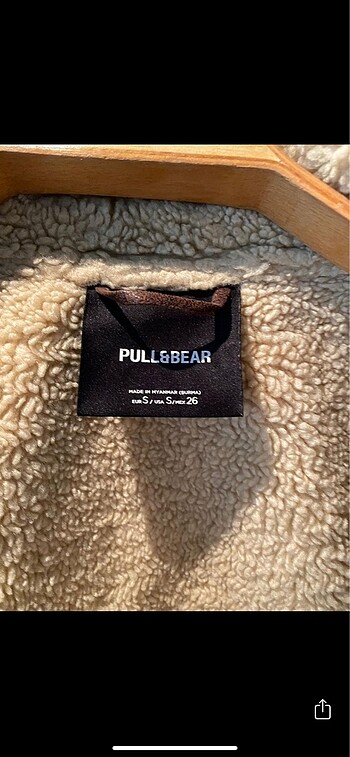 PULL&BEAR
MADE IN MYANMAR (BURMA)
EUR S / USA S / MEX 26